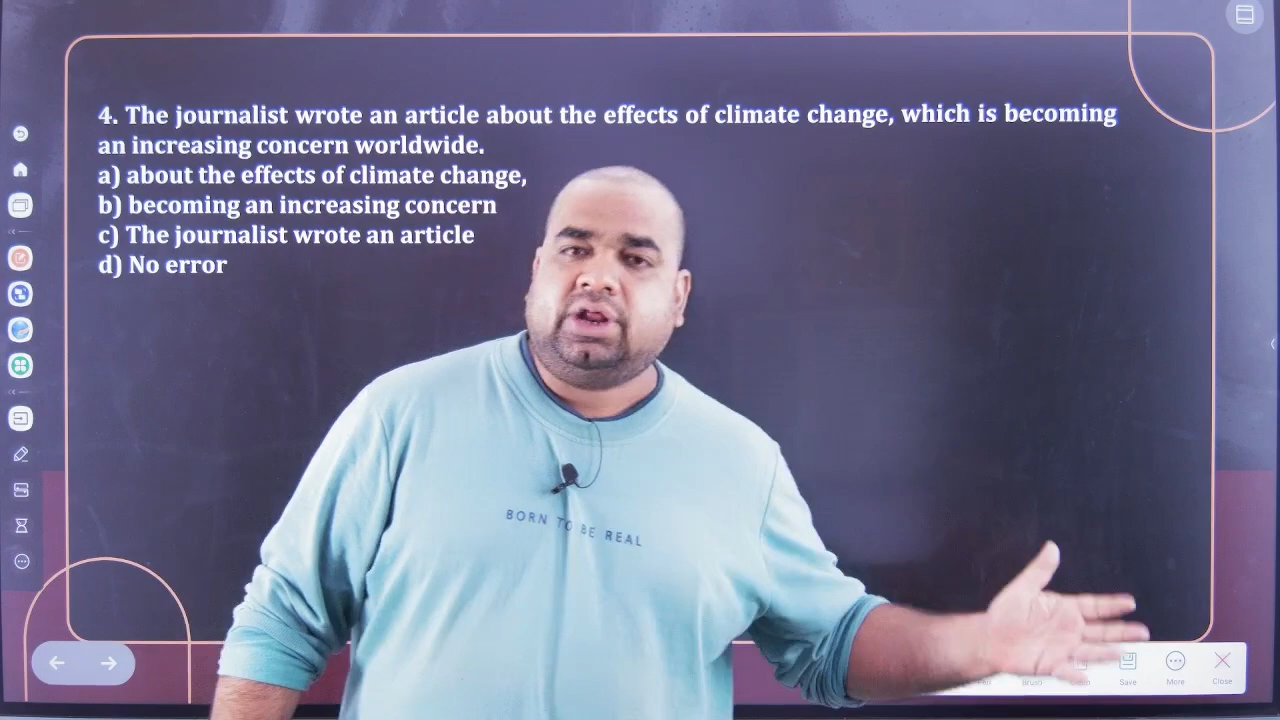 4. The journalist wrote an article about the effects of climate change, which is becoming
an increasing concern worldwide.
a) about the effects of climate change,
b) becoming an increasing concern
c) The journalist wrote an article
d) No error
BORN TO BE REAL
Save
More
Close